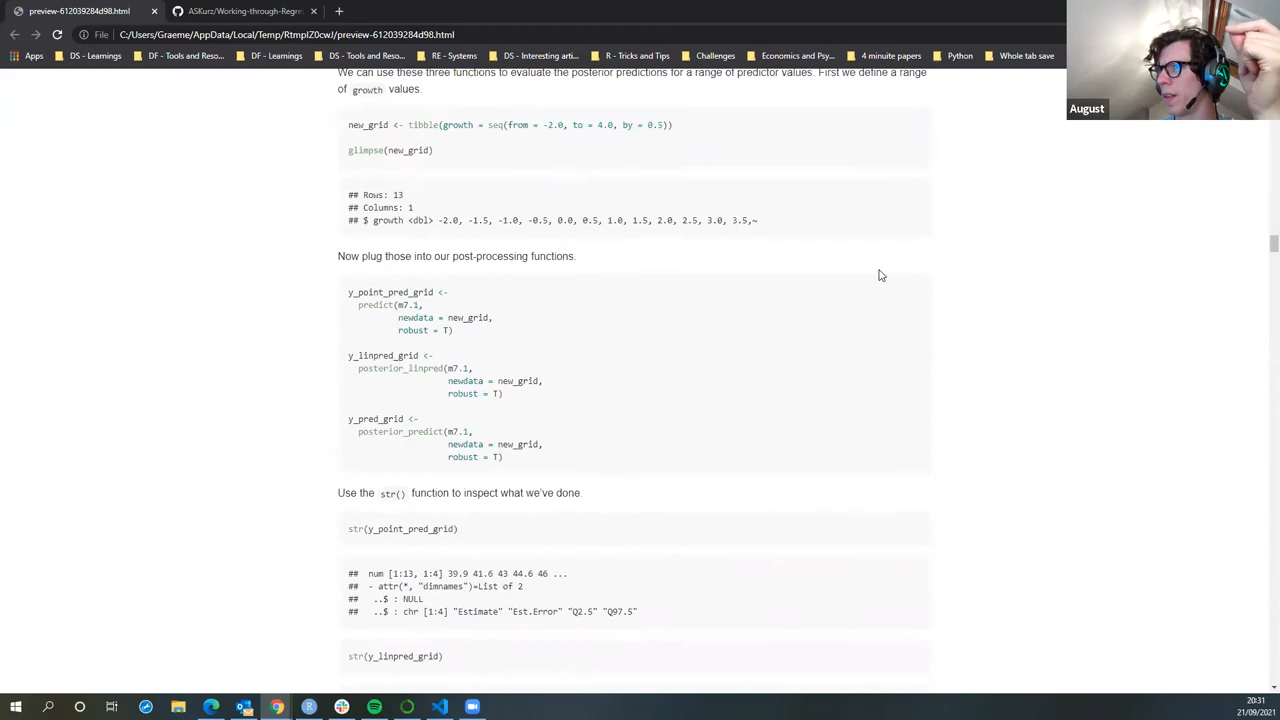 preview-612039284d98.html
ASKurz/Working-through-Regre
File
C:/Users/Graeme/AppData/Local/Temp/RtmpIZ0cwJ/preview-612039284d98.html
Apps
DS - Learnings
DF - Tools and Tric
DF - Learnings
RE - Systems
DS - Interesting arti...
R - Tricks and Tips
Challenges
Economics and Psy...
4 minuite papers
Python
Whole tab save
August
We can use these three functions to evaluate the posterior predictions for a range of predictor values. First we define a range
of growth values.
new_grid <- tibble(growth = seq(from = -2.0, to = 4.0, by = 0.5))
glimpse(new_grid)
## Rows: 13
## Columns: 1
## $ growth <dbl> -2.0, -1.5, -1.0, -0.5, 0.0, 0.5, 1.0, 1.5, 2.0, 2.5, 3.0, 3.5,~
Now plug those into our post-processing functions.
y_point_pred_grid <-
predict(m7.1,
newdata = new_grid,
robust = T)
y_linpred_grid <-
posterior_linpred(m7.1,
newdata = new_grid,
robust = T)
y_pred_grid <-
posterior_predict(m7.1,
newdata = new_grid,
robust = T)
Use the str() function to inspect what we've done.
str(y_point_pred_grid)
## num [1:13, 1:4] 39.9 41.6 43 44.6 46 ...
## - attr(*, "dimnames")=List of 2
## ..$ : NULL
## ..$ : chr [1:4] "Estimate" "Est.Error" "Q2.5" "Q97.5"
str(y_linpred_grid)
20:31
21/09/2021